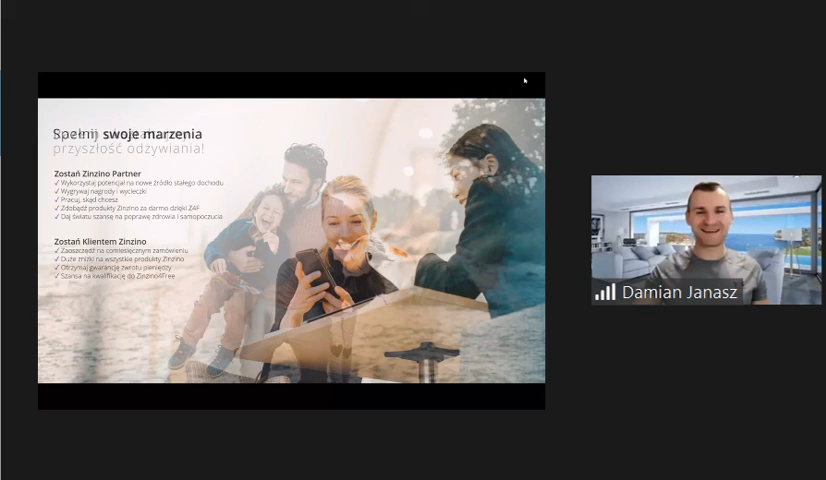 Spełnij swoje marzenia
przyszłość odżywiania!
Zostań Zinzino Partner
✓ Wykorzystaj potencjał na nowe źródło stałego dochodu
✓ Wygrywaj nagrody i wycieczki
✓ Pracuj, skąd chcesz
✓ Zdobądź produkty Zinzino za darmo dzięki Z4F
✓ Daj światu szansę na poprawę zdrowia i samopoczucia
Zostań Klientem Zinzino
✓ Zaoszczędź na comiesięcznym zamówieniu
✓ Duże zniżki na wszystkie produkty Zinzino
✓ Otrzymaj gwarancję zwrotu pieniędzy
✓ Szansa na kwalifikację do Zinzino4Free
Damian Janasz